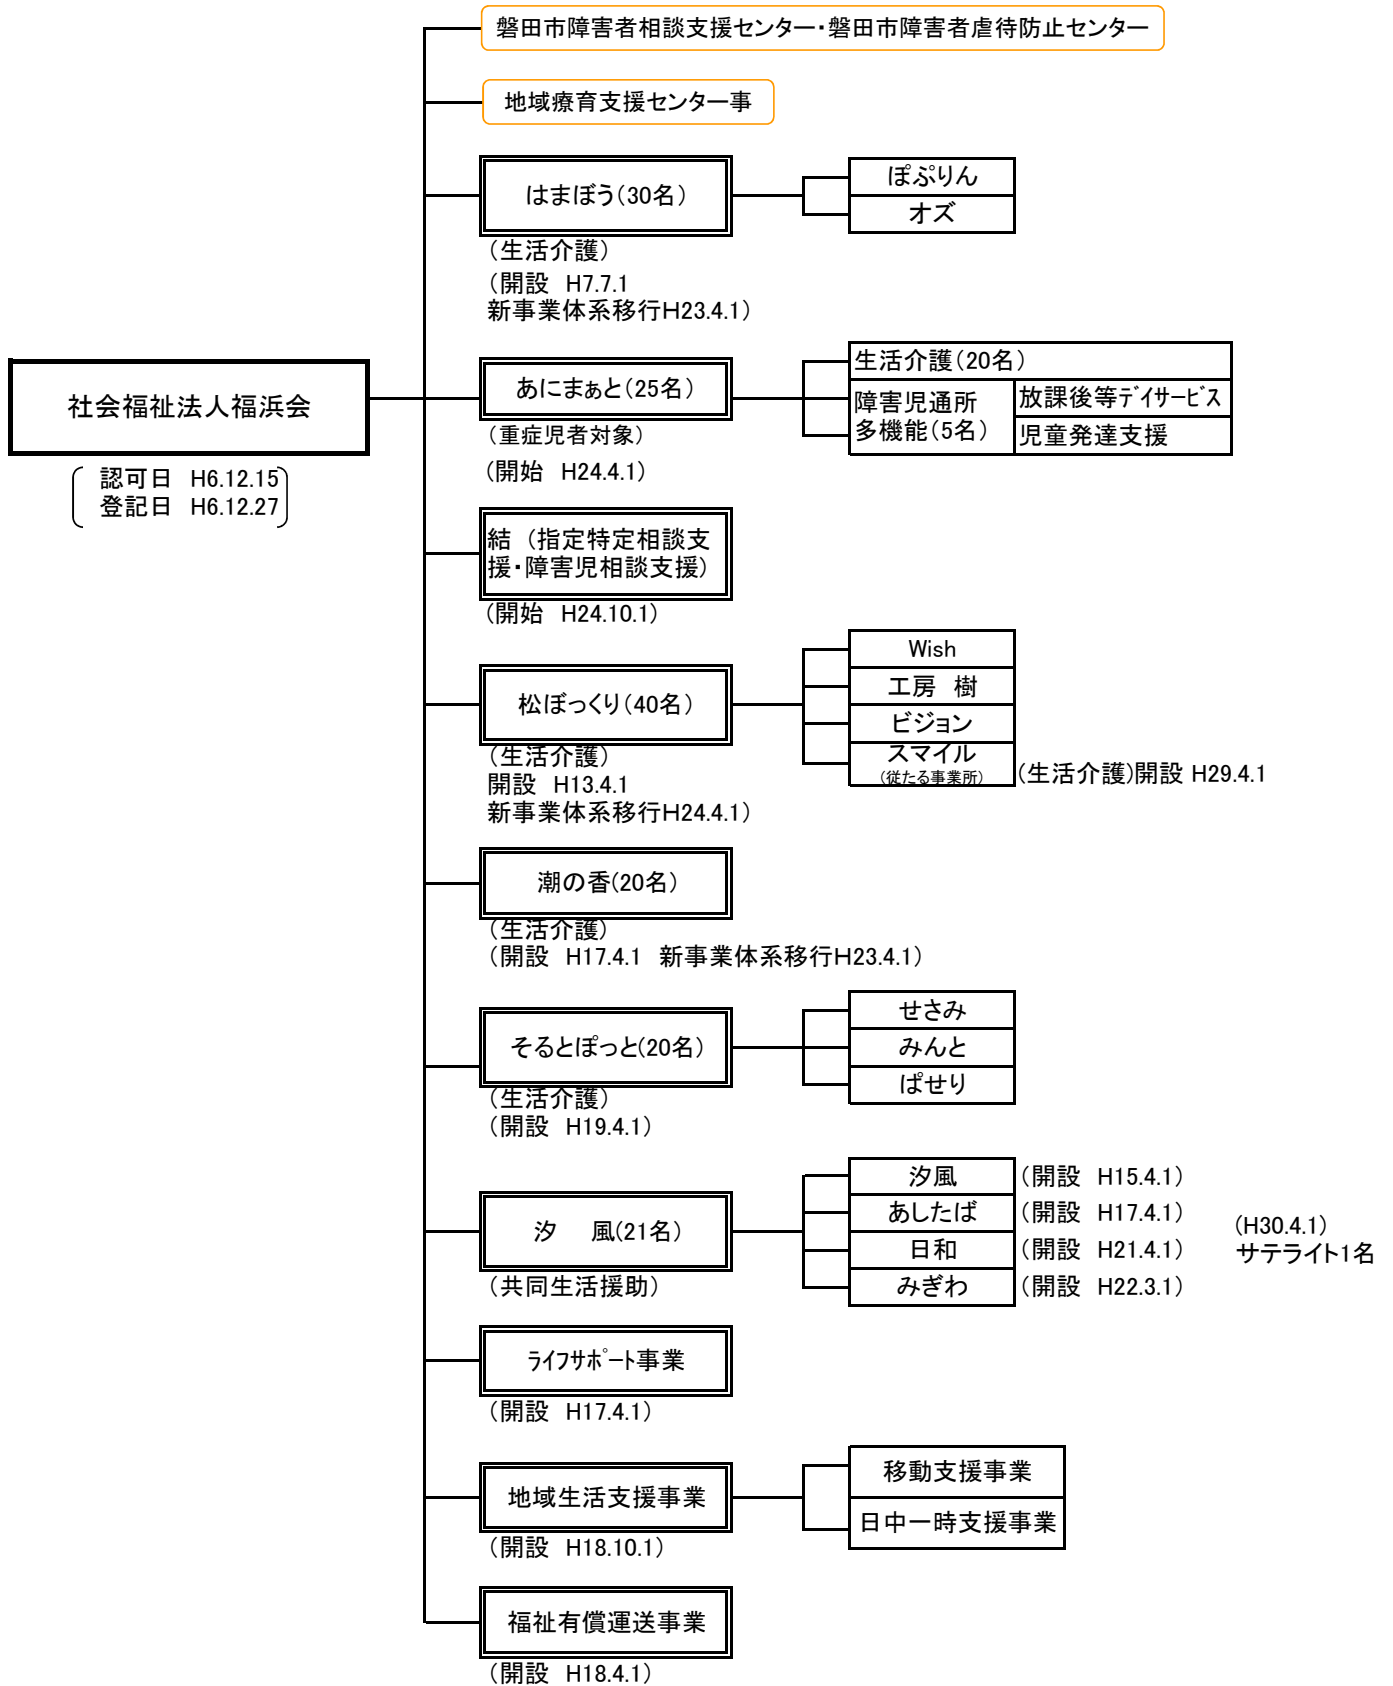 磐田市障害者相談支援センター・磐田市障害者虐待防止センター
地域療育支援センター事
はまぼう(30名)
(生活介護)
(開設 H7.7.1
新事業体系移行H23.4.1)
ぽぷりん
オズ
社会福祉法人福浜会
認可日 H6.12.15
登記日 H6.12.27
あにまぁと(25名)
(重症児者対象)
(開始 H24.4.1)
生活介護(20名)
障害児通所
多機能(5名)
放課後等ﾃﾞｲｻｰﾋﾞｽ
児童発達支援
結 (指定特定相談支
援・障害児相談支援)
(開始 H24.10.1)
松ぼっくり(40名)
(生活介護)
開設 H13.4.1
新事業体系移行H24.4.1)
Wish
工房 樹
ビジョン
スマイル
(従たる事業所)
(生活介護)開設 H29.4.1
潮の香(20名)
(生活介護)
(開設 H17.4.1 新事業体系移行H23.4.1)
そるとぽっと(20名)
(生活介護)
(開設 H19.4.1)
せさみ
みんと
ぱせり
汐 風(21名)
(共同生活援助)
汐風 (開設 H15.4.1)
あしたば (開設 H17.4.1)
日和 (開設 H21.4.1)
みぎわ (開設 H22.3.1)
(H30.4.1)
サテライト1名
ﾗｲﾌｻﾎﾟｰﾄ事業
(開設 H17.4.1)
地域生活支援事業
(開設 H18.10.1)
移動支援事業
日中一時支援事業
福祉有償運送事業
(開設 H18.4.1)